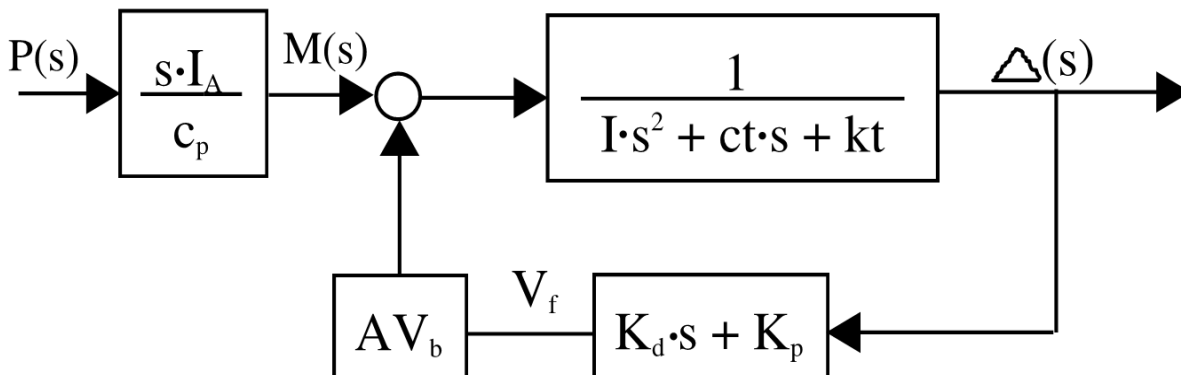 P(s)
s·I_A
c_p
M(s)
1
I·s² + ct·s + kt
△(s)
AV_b
V_f
K_d·s + K_p